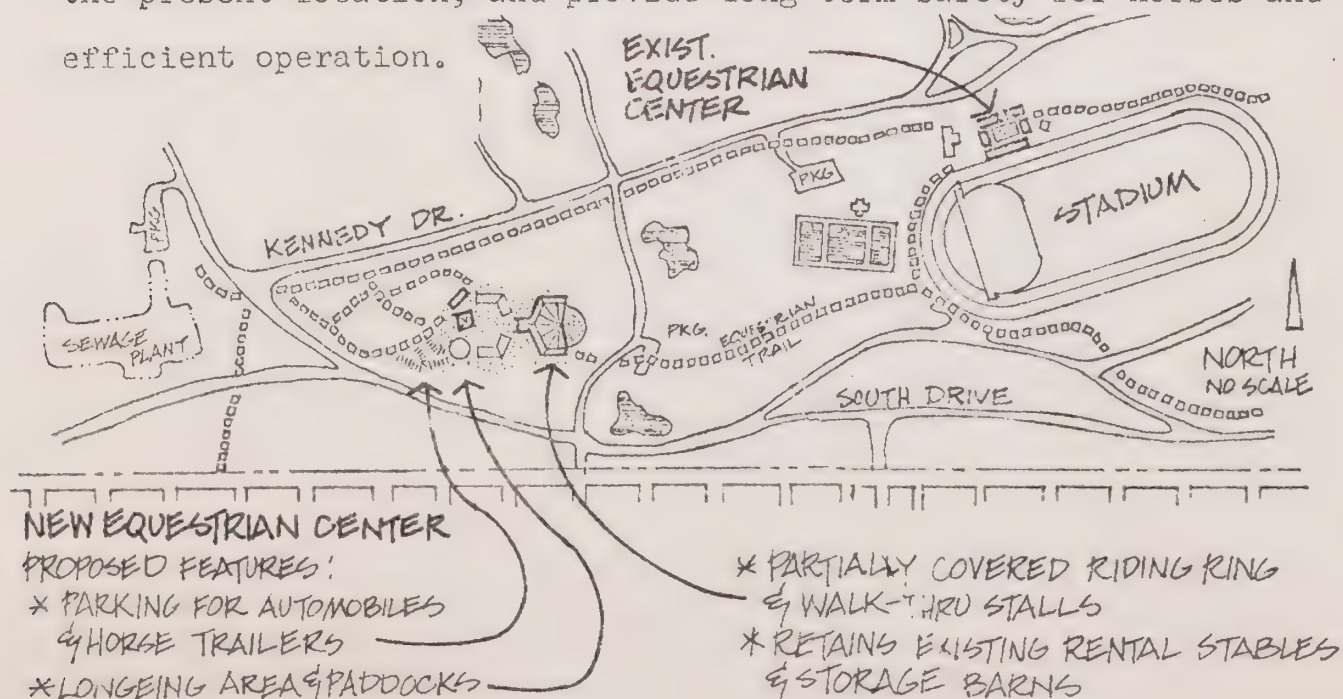 the present location, and provide long term safety for horses and
efficient operation.
EXIST.
EQUESTRIAN
CENTER
PKG
STADIUM
KENNEDY DR.
PKG
SEWAGE
PLANT
PKG.
EQUESTRIAN
TRAIL
NORTH
NO SCALE
SOUTH DRIVE
NEW EQUESTRIAN CENTER
PROPOSED FEATURES:
* PARKING FOR AUTOMOBILES
& HORSE TRAILERS
* LONGEING AREA & PADDOCKS
* PARTIALLY COVERED RIDING RING
& WALK-THRU STALLS
* RETAINS EXISTING RENTAL STABLES
& STORAGE BARNS